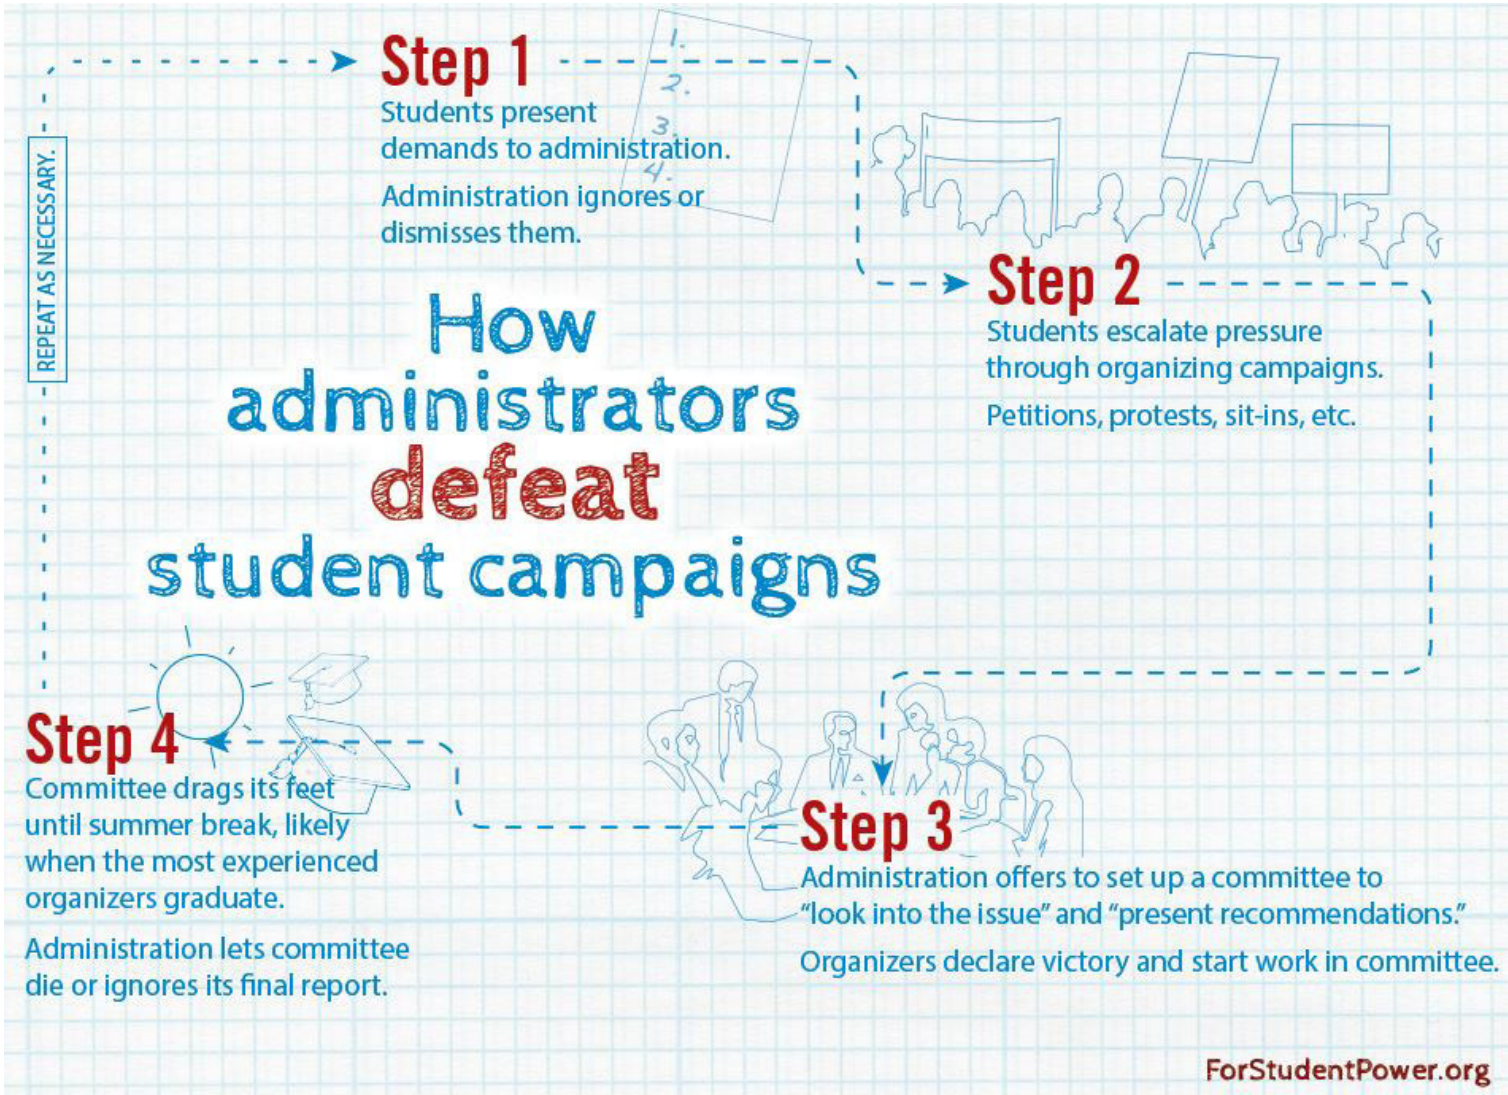 Step 1
Students present
demands to administration.
Administration ignores or
dismisses them.
1.
2.
3.
4.
Step 2
Students escalate pressure
through organizing campaigns.
Petitions, protests, sit-ins, etc.
How
administrators
defeat
student campaigns
Step 3
Administration offers to set up a committee to
“look into the issue” and “present recommendations.”
Organizers declare victory and start work in committee.
Step 4
Committee drags its feet
until summer break, likely
when the most experienced
organizers graduate.
Administration lets committee
die or ignores its final report.
REPEAT AS NECESSARY.
ForStudentPower.org